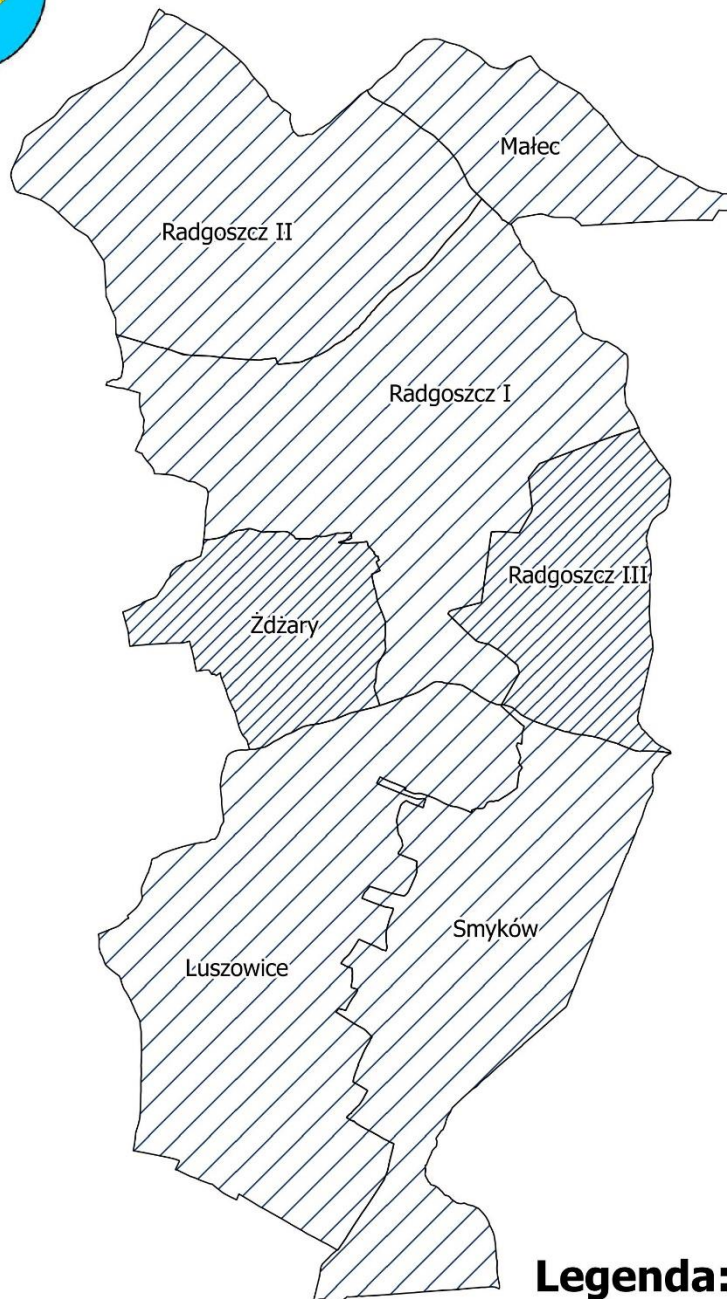 Małec
Radgoszcz II
Radgoszcz I
Radgoszcz III
Żdżary
Smyków
Łuszowice
Legenda: